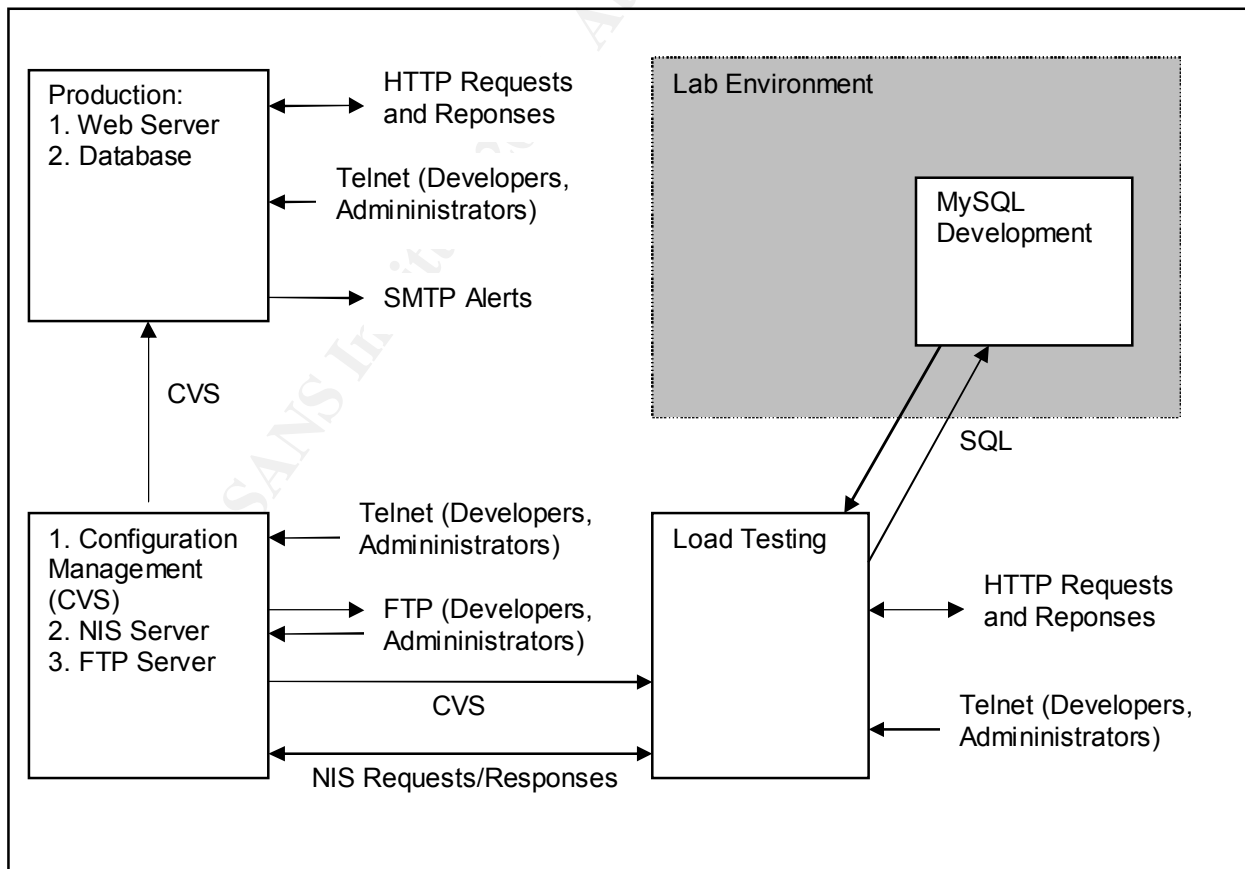 Production:
1. Web Server
2. Database
HTTP Requests
and Reponses
Telnet (Developers,
Admininistrators)
SMTP Alerts
CVS
Lab Environment
MySQL
Development
SQL
1. Configuration
Management
(CVS)
2. NIS Server
3. FTP Server
Telnet (Developers,
Admininistrators)
FTP (Developers,
Admininistrators)
CVS
NIS Requests/Responses
Load Testing
HTTP Requests
and Reponses
Telnet (Developers,
Admininistrators)
SANS In